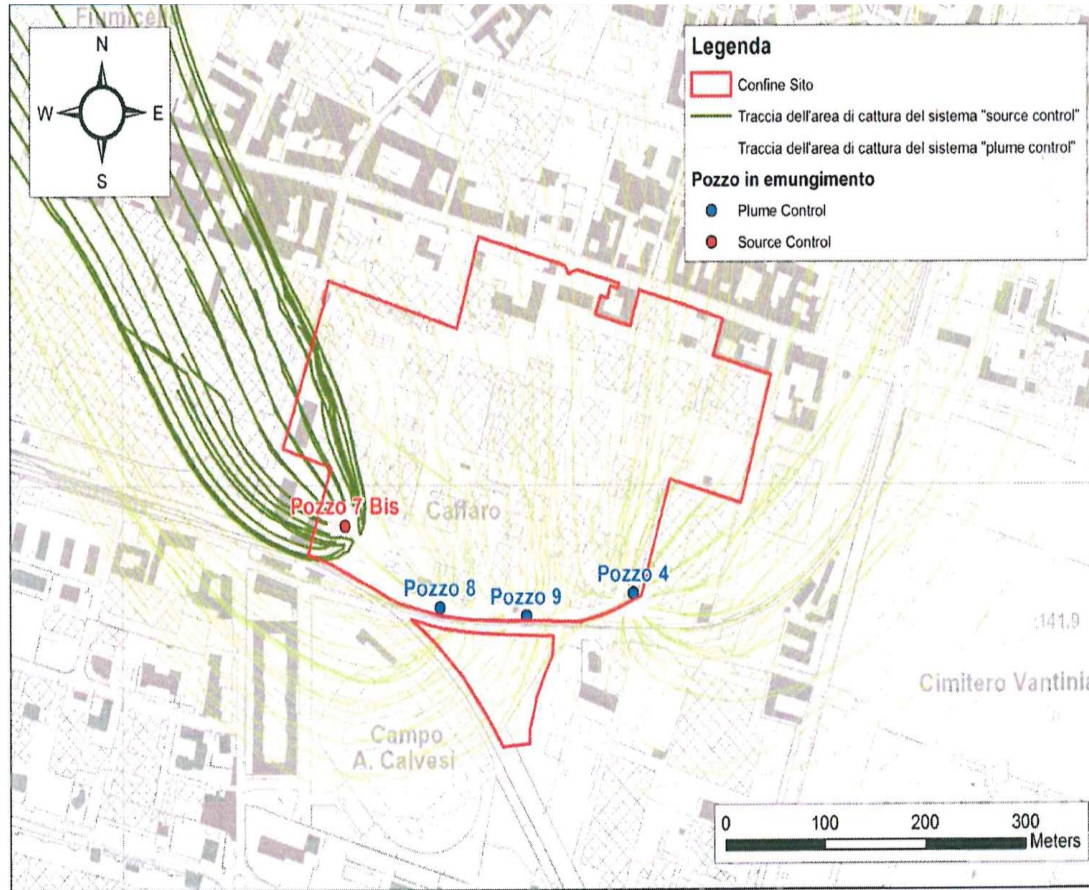 Fiumicello
N
W
E
S
Legenda
Confine Sito
Traccia dell'area di cattura del sistema "source control"
Traccia dell'area di cattura del sistema "plume control"
Pozzo in emungimento
Plume Control
Source Control
Pozzo 7 Bis
Caffaro
Pozzo 8
Pozzo 9
Pozzo 4
141,9
Cimitero Vantinia
Campo
A. Calvesi
0
100
200
300
Meters